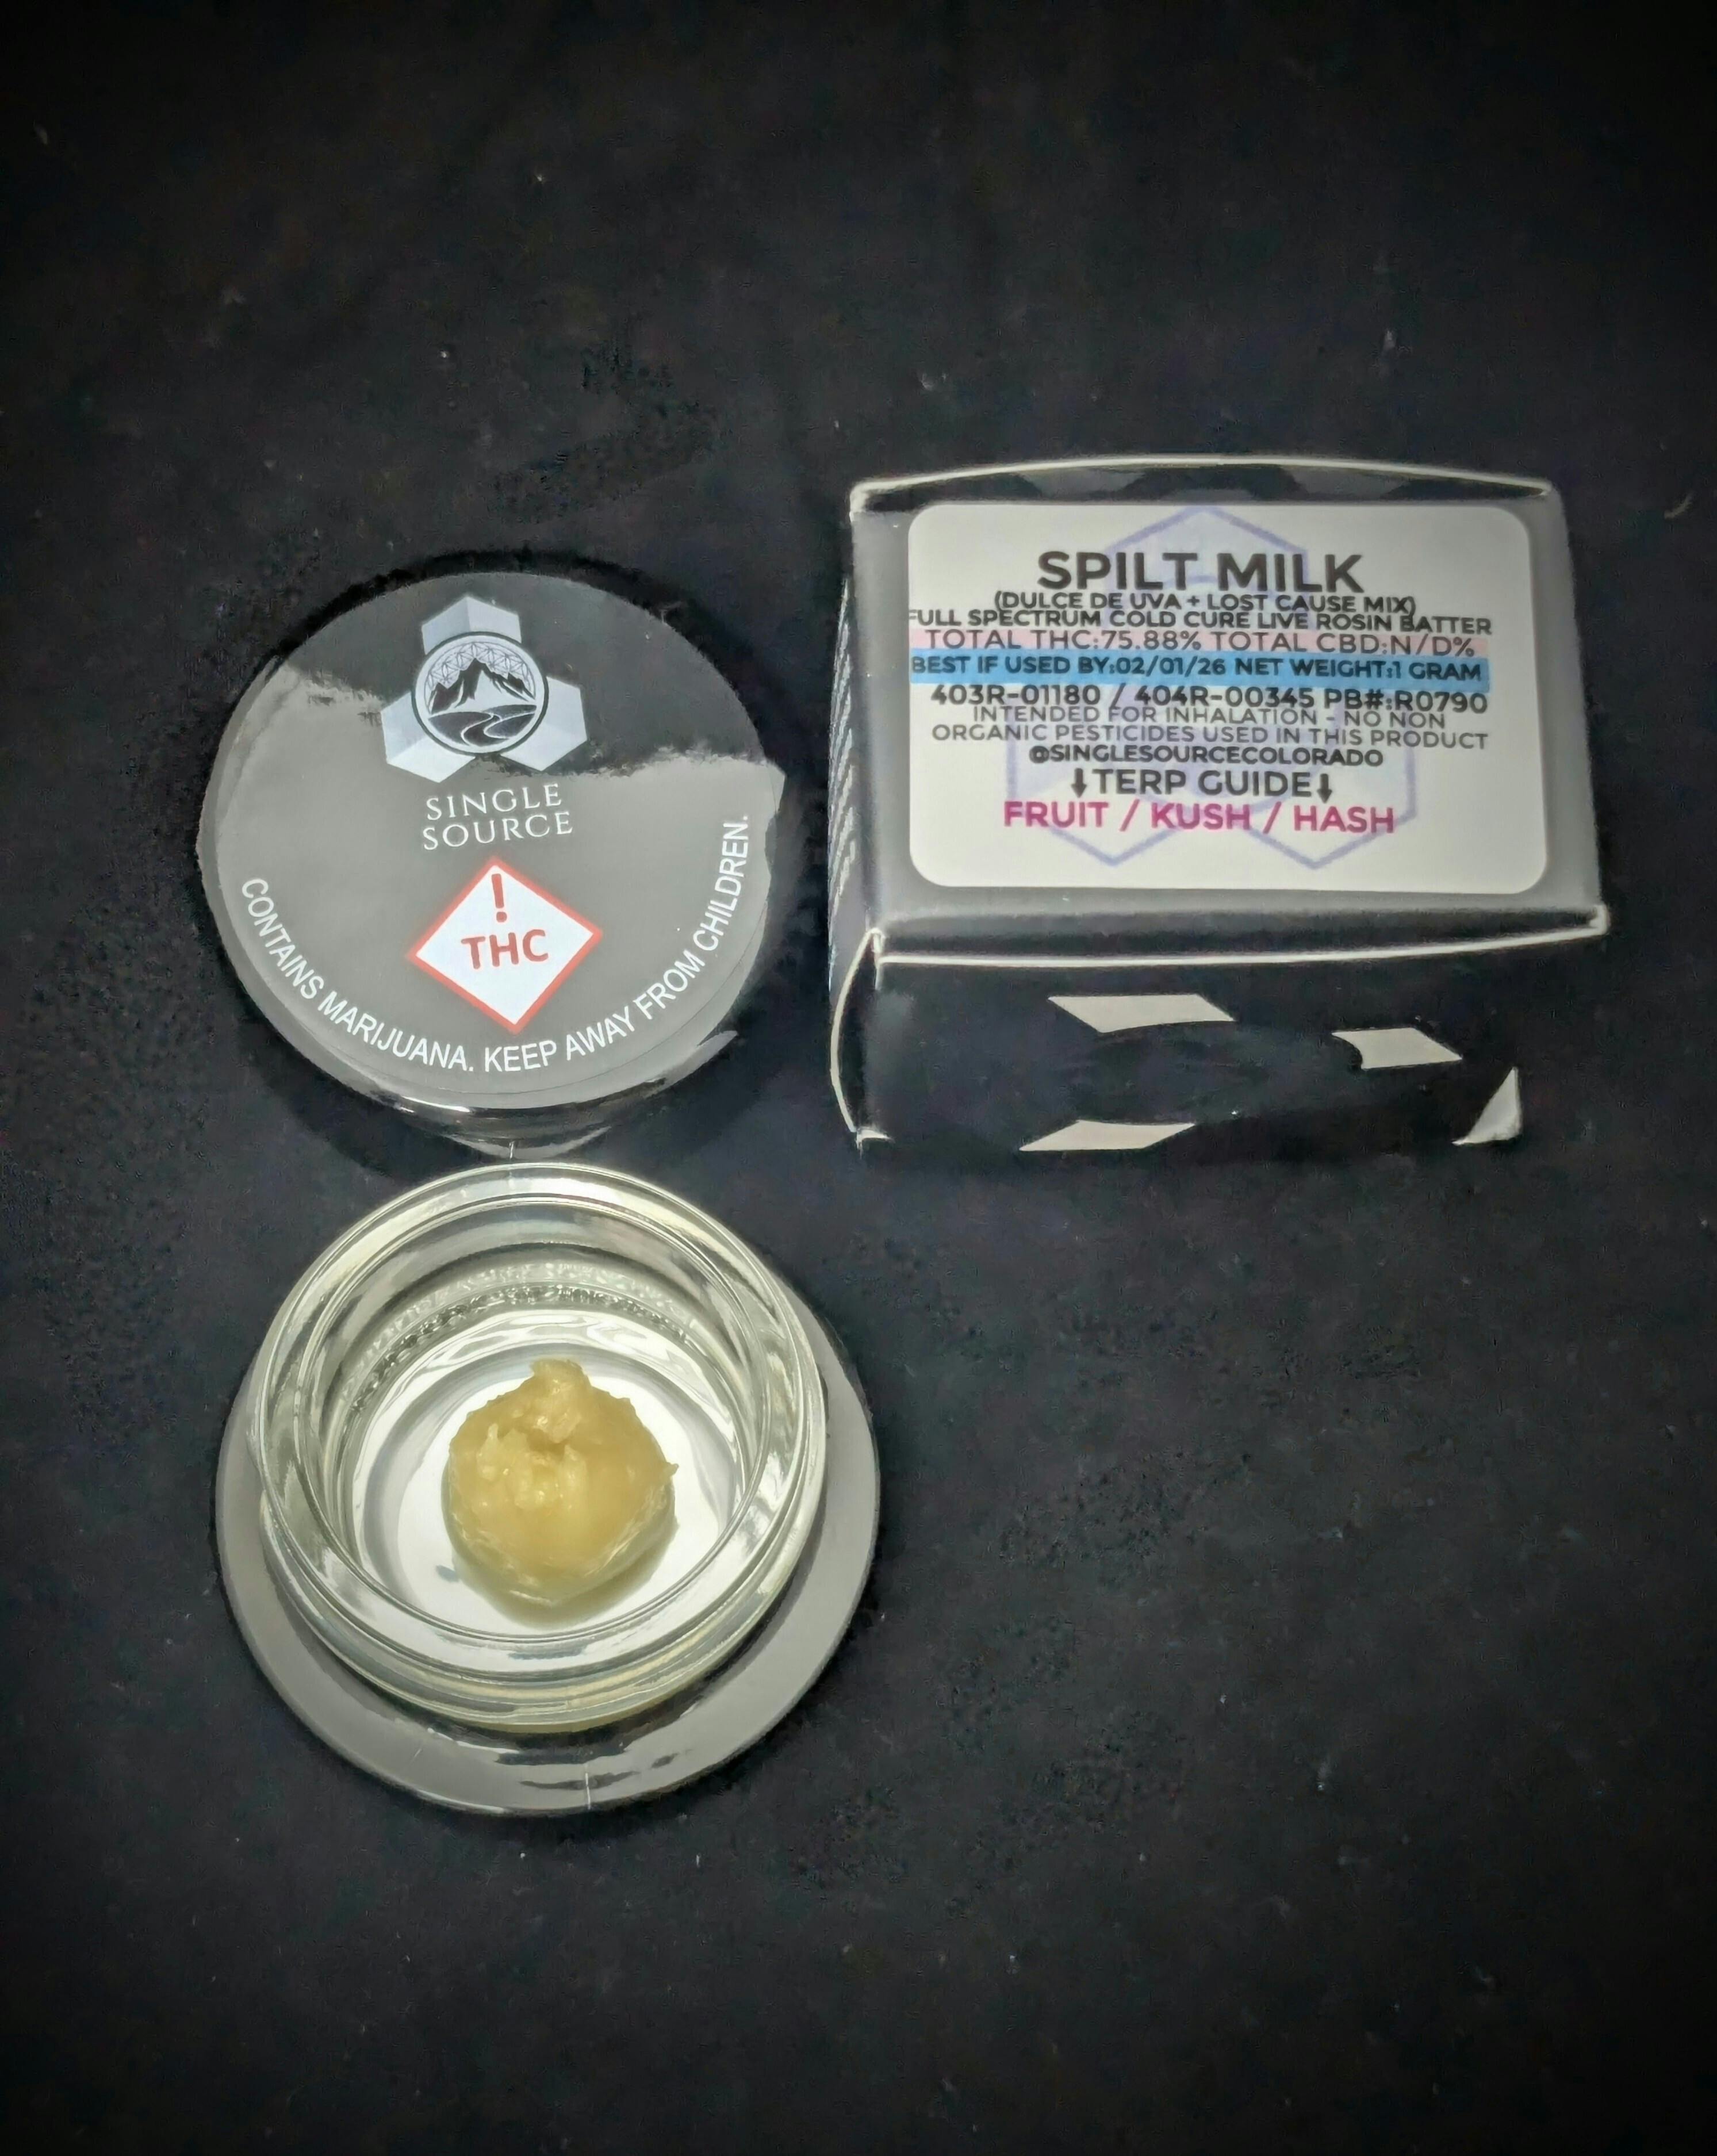 SINGLE
SOURCE
!
THC
CONTAINS MARIJUANA. KEEP AWAY FROM CHILDREN.
SPILT MILK
(DULCE DE UVA + LOST CAUSE MIX)
FULL SPECTRUM COLD CURE LIVE ROSIN BATTER
TOTAL THC:75.88% TOTAL CBD:N/D%
BEST IF USED BY:02/01/26 NET WEIGHT:1 GRAM
403R-01180 / 404R-00345 PB#:R0790
INTENDED FOR INHALATION - NO NON
ORGANIC PESTICIDES USED IN THIS PRODUCT
@SINGLESOURCECOLORADO
⬇TERP GUIDE⬇
FRUIT / KUSH / HASH